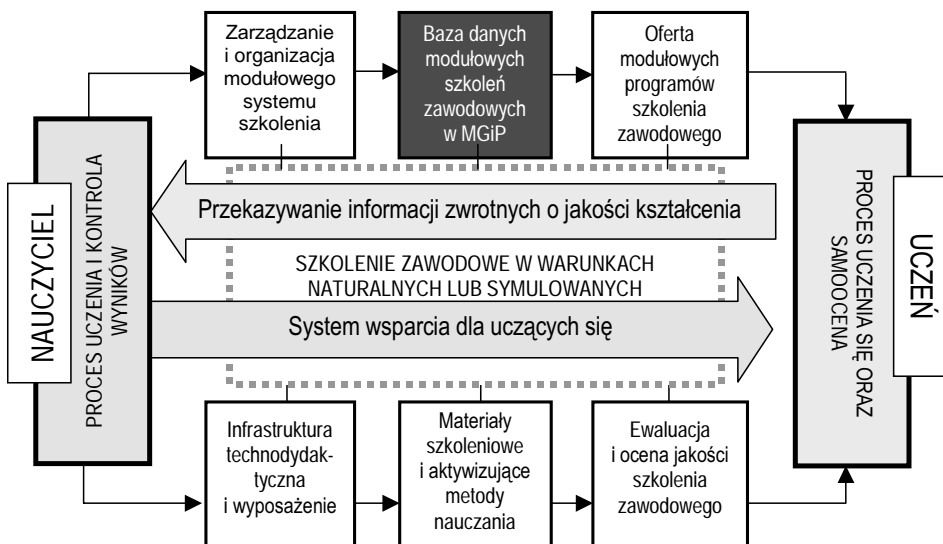 Zarządzanie
i organizacja
modułowego
systemu
szkolenia
Baza danych
modułowych
szkoleń
zawodowych
w MGiP
Oferta
modułowych
programów
szkolenia
zawodowego
NAUCZYCIEL
PROCES UCZENIA I KONTROLA
WYNIKÓW
Przekazywanie informacji zwrotnych o jakości kształcenia
SZKOLENIE ZAWODOWE W WARUNKACH
NATURALNYCH LUB SYMULOWANYCH
System wsparcia dla uczących się
PROCES UCZENIA SIĘ ORAZ
SAMOOCENA
UCZEŃ
Infrastruktura
technodydak-
tyczna
i wyposażenie
Materiały
szkoleniowe
i aktywizujące
metody
nauczania
Ewaluacja
i ocena jakości
szkolenia
zawodowego